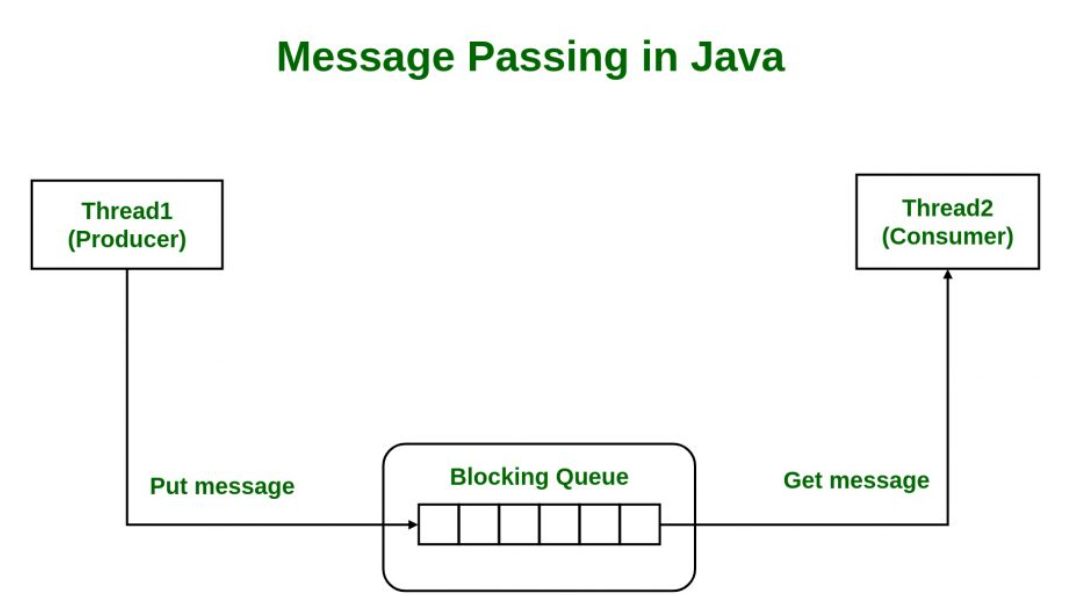 Message Passing in Java
Thread1
(Producer)
Thread2
(Consumer)
Put message
Blocking Queue
Get message